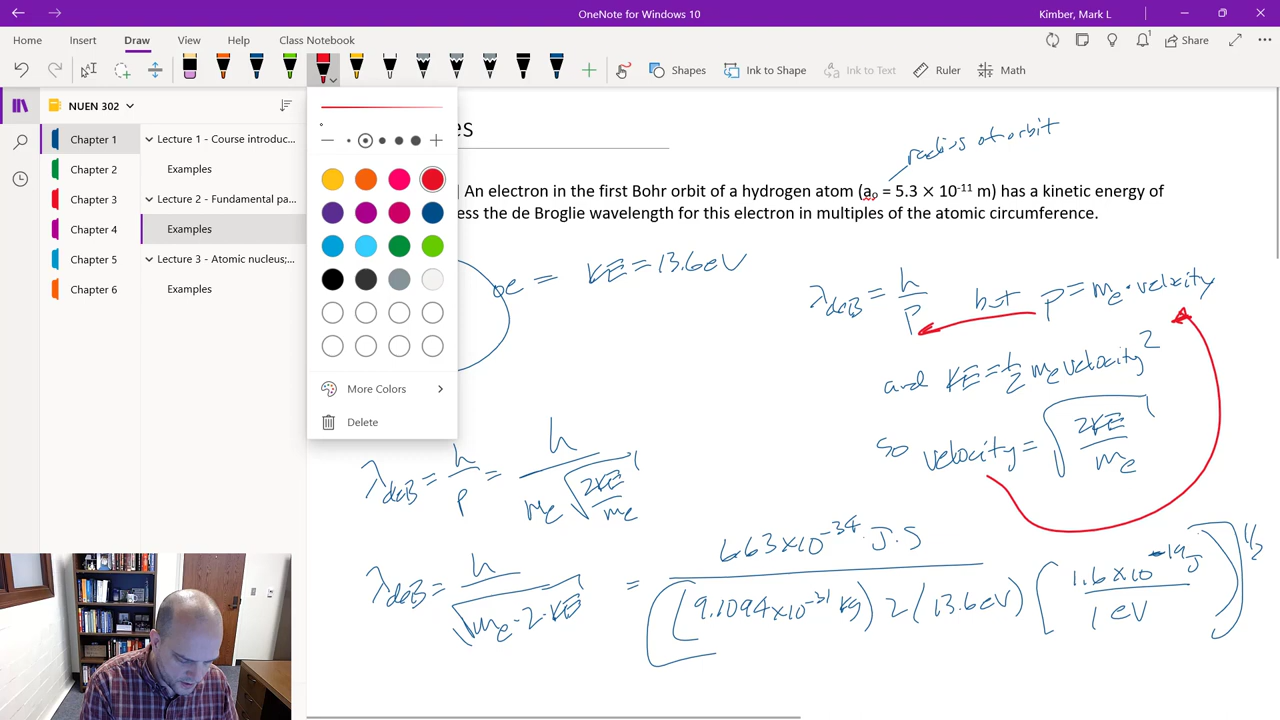 OneNote for Windows 10
Kimber, Mark L
Home Insert Draw View Help Class Notebook
Share
Shapes Ink to Shape Ink to Text Ruler Math
NUEN 302
Chapter 1
Chapter 2
Chapter 3
Chapter 4
Chapter 5
Chapter 6
Lecture 1 - Course introduc...
Examples
Lecture 2 - Fundamental pa...
Examples
Lecture 3 - Atomic nucleus;...
Examples
More Colors
Delete
es
radius of orbit
] An electron in the first Bohr orbit of a hydrogen atom (a₀ = 5.3 × 10⁻¹¹ m) has a kinetic energy of
ess the de Broglie wavelength for this electron in multiples of the atomic circumference.
e = KE = 13.6 eV
λdeB = h/P but P = me · velocity
and KE = 1/2 me velocity²
so velocity = √(2KE/me)
λdeB = h/P = h/(me √(2KE/me))
λdeB = h/√(me · 2 · KE) = 6.63 × 10⁻³⁴ J·S / [(9.1094 × 10⁻³¹ kg) 2 (13.6 eV) (1.6 × 10⁻¹⁹ J / 1 eV)]^1/2